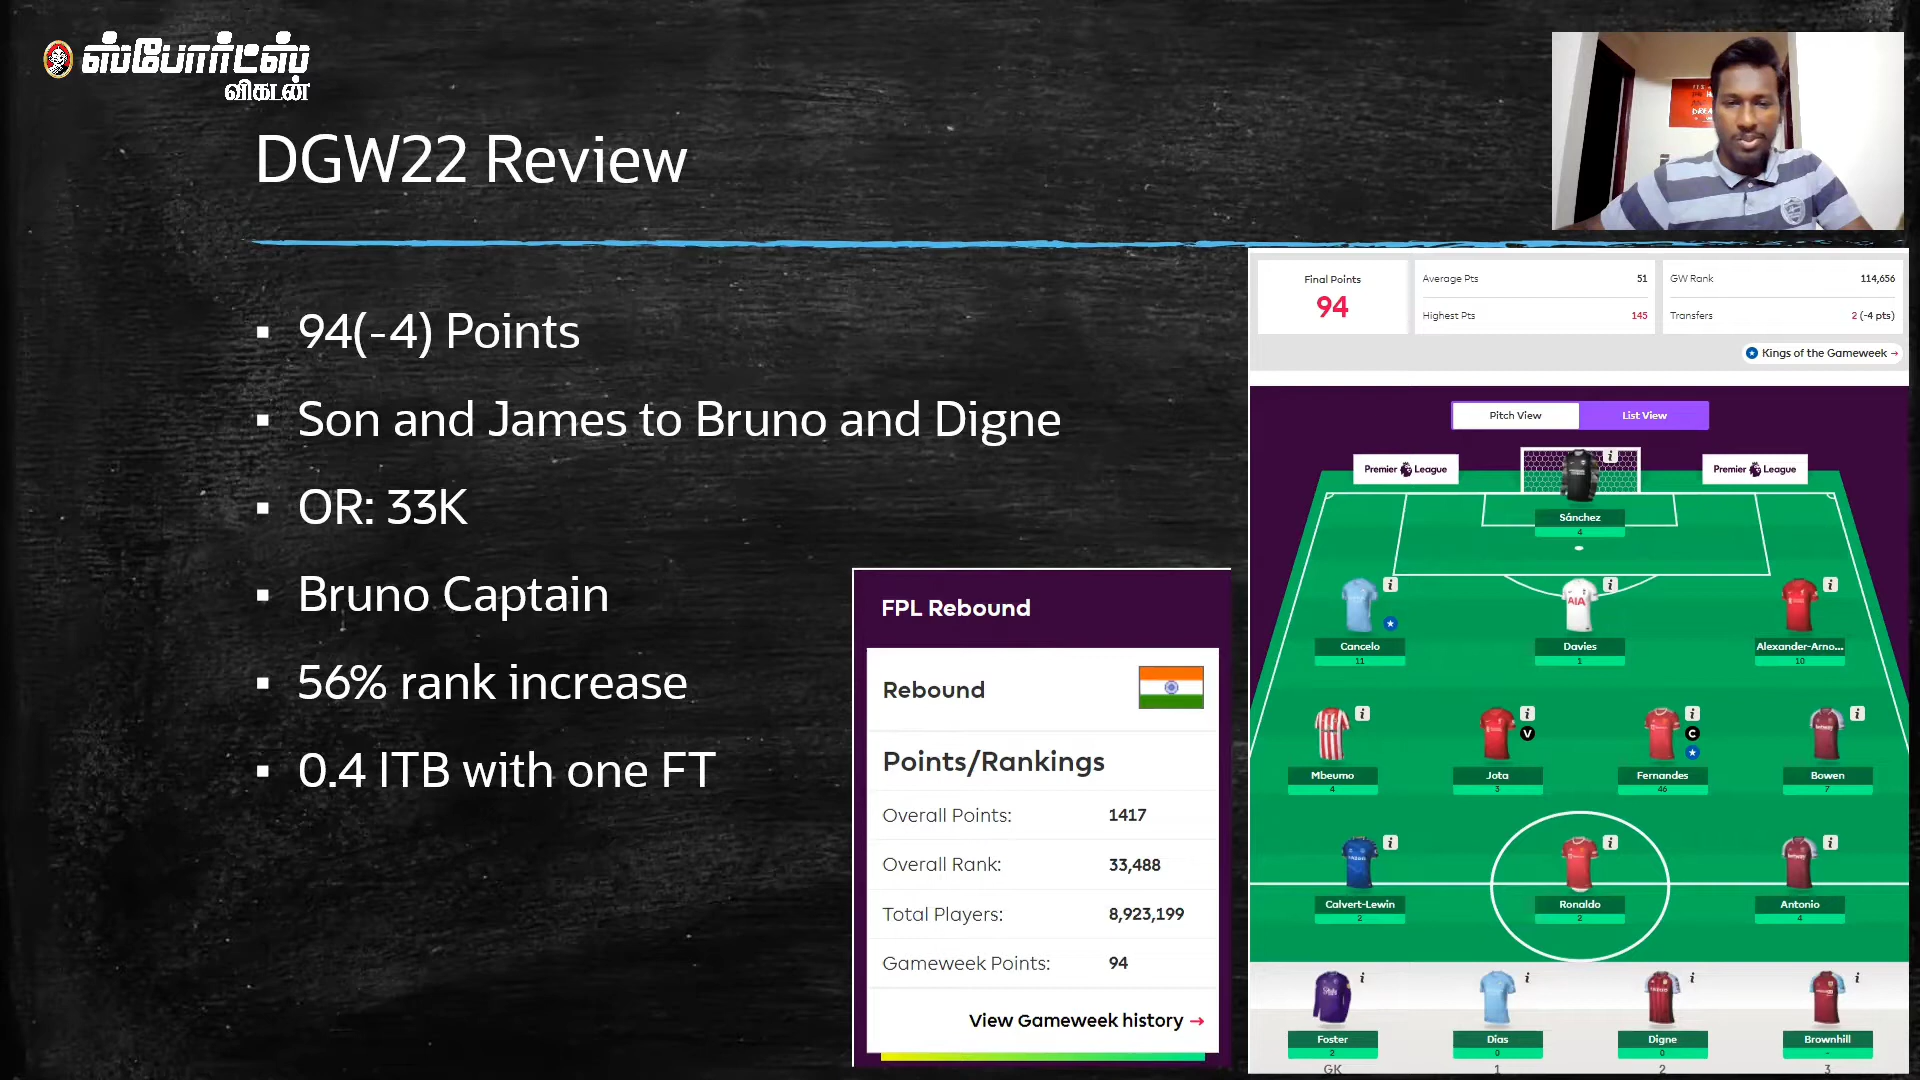 ஸ்போர்ட்ஸ்
விகடன்
DGW22 Review
94(-4) Points
Son and James to Bruno and Digne
OR: 33K
Bruno Captain
56% rank increase
0.4 ITB with one FT
FPL Rebound
Rebound
Points/Rankings
Overall Points: 1417
Overall Rank: 33,488
Total Players: 8,923,199
Gameweek Points: 94
View Gameweek history →
Final Points
94
Average Pts 51
Highest Pts 145
GW Rank 114,656
Transfers 2 (-4 pts)
Kings of the Gameweek →
Pitch View List View
Premier League Premier League
Sánchez
4
AIA
Cancelo Davies Alexander-Arno...
11 1 10
V C
Mbeumo Jota Fernandes Bowen
4 3 46 7
Calvert-Lewin Ronaldo Antonio
2 2 4
Foster Dias Digne Brownhill
2 0 0 -
GK 1 2 3